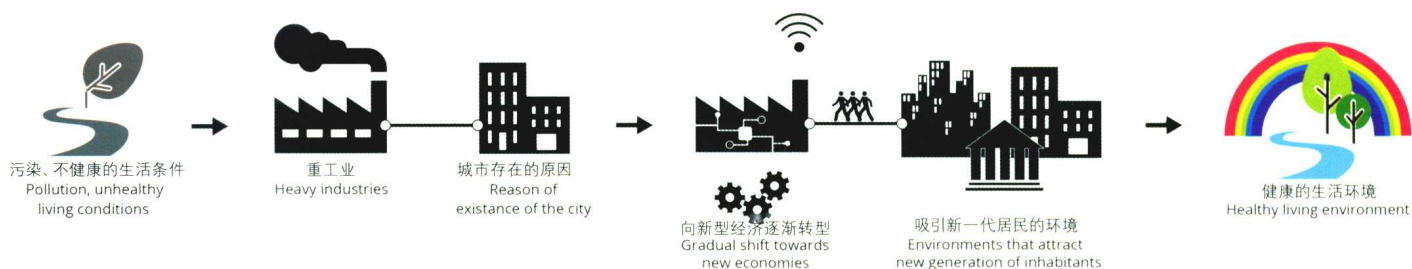 污染、不健康的生活条件
Pollution, unhealthy
living conditions
重工业
Heavy industries
城市存在的原因
Reason of
existance of the city
向新型经济逐渐转型
Gradual shift towards
new economies
吸引新一代居民的环境
Environments that attract
new generation of inhabitants
健康的生活环境
Healthy living environment